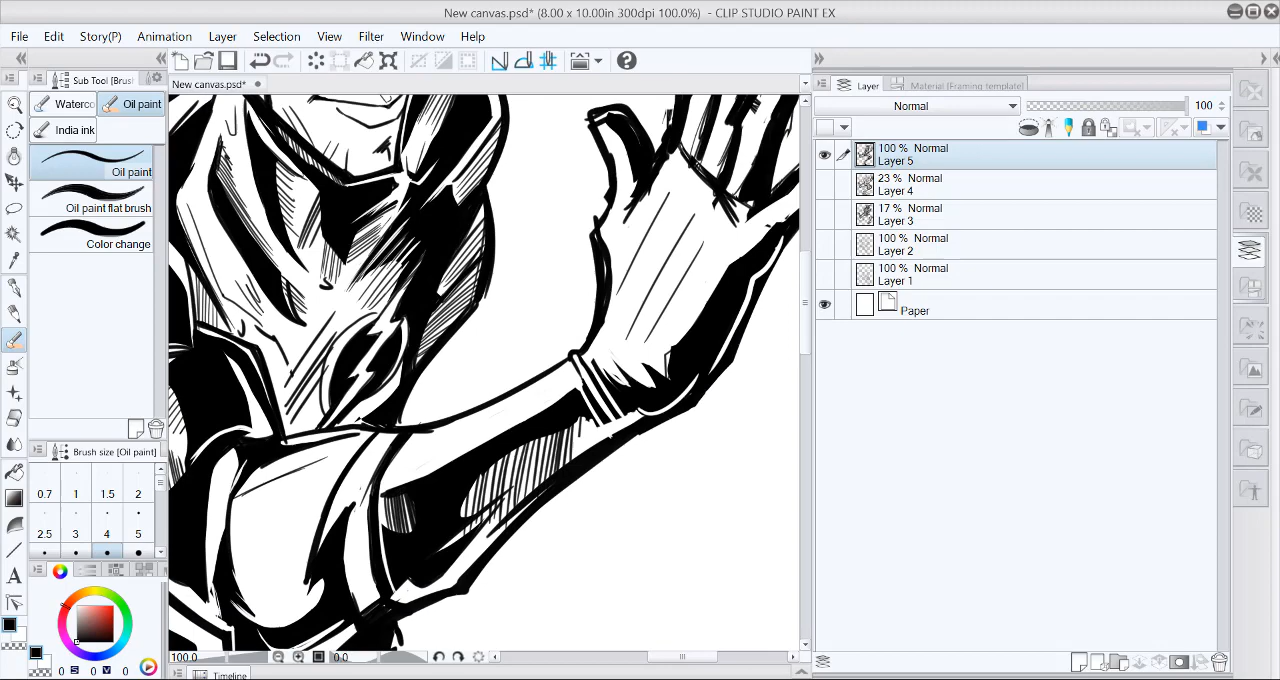 New canvas.psd* (8.00 x 10.00in 300dpi 100.0%) - CLIP STUDIO PAINT EX
File Edit Story(P) Animation Layer Selection View Filter Window Help
Sub Tool [Brus
New canvas.psd*
Layer
Material [Framing template]
Waterco
Oil paint
India ink
Normal
100
Oil paint
Oil paint flat brush
Color change
100 % Normal
Layer 5
23 % Normal
Layer 4
17 % Normal
Layer 3
100 % Normal
Layer 2
100 % Normal
Layer 1
Paper
Brush size [Oil paint]
0.7 1 1.5 2
2.5 3 4 5
0 S 0 V 0
100.0
0.0
Timeline